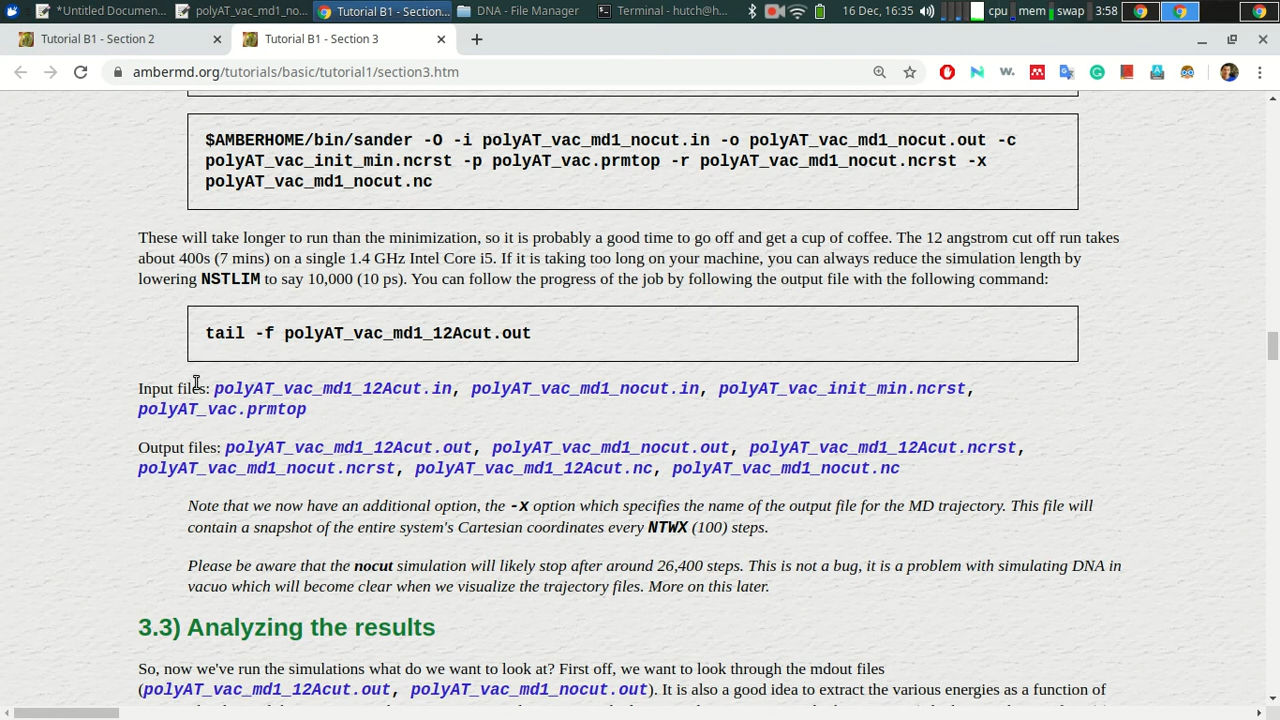 *Untitled Documen... polyAT_vac_md1_no... Tutorial B1 - Section... DNA - File Manager Terminal - hutch@h... 16 Dec, 16:35 cpu mem swap 3:58
Tutorial B1 - Section 2 Tutorial B1 - Section 3
ambermd.org/tutorials/basic/tutorial1/section3.htm
$AMBERHOME/bin/sander -O -i polyAT_vac_md1_nocut.in -o polyAT_vac_md1_nocut.out -c
polyAT_vac_init_min.ncrst -p polyAT_vac.prmtop -r polyAT_vac_md1_nocut.ncrst -x
polyAT_vac_md1_nocut.nc
These will take longer to run than the minimization, so it is probably a good time to go off and get a cup of coffee. The 12 angstrom cut off run takes
about 400s (7 mins) on a single 1.4 GHz Intel Core i5. If it is taking too long on your machine, you can always reduce the simulation length by
lowering NSTLIM to say 10,000 (10 ps). You can follow the progress of the job by following the output file with the following command:
tail -f polyAT_vac_md1_12Acut.out
Input files: polyAT_vac_md1_12Acut.in, polyAT_vac_md1_nocut.in, polyAT_vac_init_min.ncrst,
polyAT_vac.prmtop
Output files: polyAT_vac_md1_12Acut.out, polyAT_vac_md1_nocut.out, polyAT_vac_md1_12Acut.ncrst,
polyAT_vac_md1_nocut.ncrst, polyAT_vac_md1_12Acut.nc, polyAT_vac_md1_nocut.nc
Note that we now have an additional option, the -x option which specifies the name of the output file for the MD trajectory. This file will
contain a snapshot of the entire system's Cartesian coordinates every NTWX (100) steps.
Please be aware that the nocut simulation will likely stop after around 26,400 steps. This is not a bug, it is a problem with simulating DNA in
vacuo which will become clear when we visualize the trajectory files. More on this later.
3.3) Analyzing the results
So, now we've run the simulations what do we want to look at? First off, we want to look through the mdout files
(polyAT_vac_md1_12Acut.out, polyAT_vac_md1_nocut.out). It is also a good idea to extract the various energies as a function of